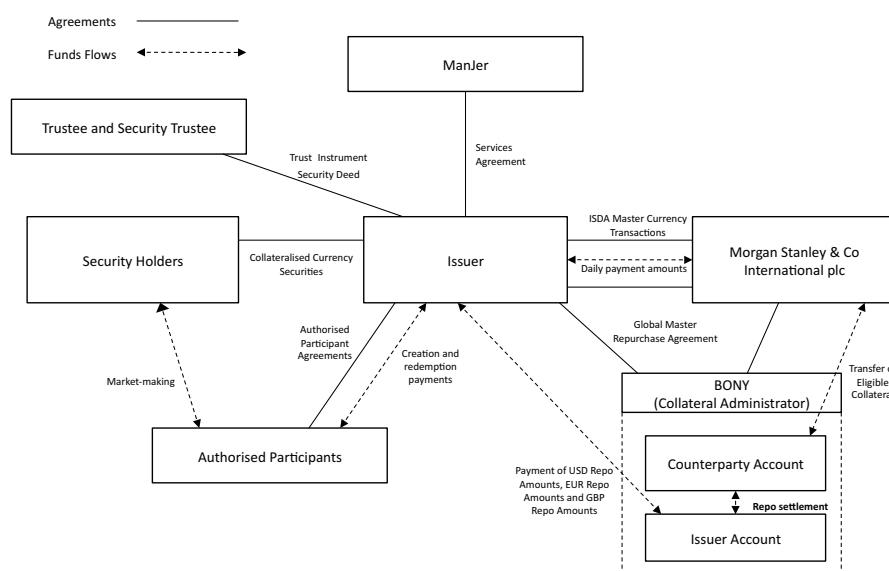 Agreements
Funds Flows
ManJer
Trustee and Security Trustee
Trust Instrument
Security Deed
Services
Agreement
Security Holders
Collateralised Currency
Securities
Issuer
ISDA Master Currency
Transactions
Daily payment amounts
Morgan Stanley & Co
International plc
Global Master
Repurchase Agreement
Authorised
Participant
Agreements
Creation and
redemption
payments
Market-making
Authorised Participants
BONY
(Collateral Administrator)
Transfer
Eligible
Counterparty Account
Repo settlement
Issuer Account
Payment of USD Repo
Amounts, EUR Repo
Amounts and GBP
Repo Amounts